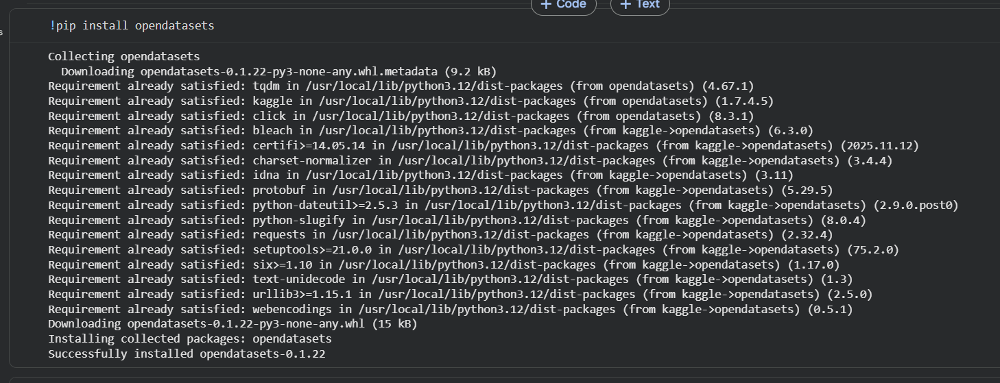 + Code + Text
s
!pip install opendatasets
Collecting opendatasets
  Downloading opendatasets-0.1.22-py3-none-any.whl.metadata (9.2 kB)
Requirement already satisfied: tqdm in /usr/local/lib/python3.12/dist-packages (from opendatasets) (4.67.1)
Requirement already satisfied: kaggle in /usr/local/lib/python3.12/dist-packages (from opendatasets) (1.7.4.5)
Requirement already satisfied: click in /usr/local/lib/python3.12/dist-packages (from opendatasets) (8.3.1)
Requirement already satisfied: bleach in /usr/local/lib/python3.12/dist-packages (from kaggle->opendatasets) (6.3.0)
Requirement already satisfied: certifi>=14.05.14 in /usr/local/lib/python3.12/dist-packages (from kaggle->opendatasets) (2025.11.12)
Requirement already satisfied: charset-normalizer in /usr/local/lib/python3.12/dist-packages (from kaggle->opendatasets) (3.4.4)
Requirement already satisfied: idna in /usr/local/lib/python3.12/dist-packages (from kaggle->opendatasets) (3.11)
Requirement already satisfied: protobuf in /usr/local/lib/python3.12/dist-packages (from kaggle->opendatasets) (5.29.5)
Requirement already satisfied: python-dateutil>=2.5.3 in /usr/local/lib/python3.12/dist-packages (from kaggle->opendatasets) (2.9.0.post0)
Requirement already satisfied: python-slugify in /usr/local/lib/python3.12/dist-packages (from kaggle->opendatasets) (8.0.4)
Requirement already satisfied: requests in /usr/local/lib/python3.12/dist-packages (from kaggle->opendatasets) (2.32.4)
Requirement already satisfied: setuptools>=21.0.0 in /usr/local/lib/python3.12/dist-packages (from kaggle->opendatasets) (75.2.0)
Requirement already satisfied: six>=1.10 in /usr/local/lib/python3.12/dist-packages (from kaggle->opendatasets) (1.17.0)
Requirement already satisfied: text-unidecode in /usr/local/lib/python3.12/dist-packages (from kaggle->opendatasets) (1.3)
Requirement already satisfied: urllib3>=1.15.1 in /usr/local/lib/python3.12/dist-packages (from kaggle->opendatasets) (2.5.0)
Requirement already satisfied: webencodings in /usr/local/lib/python3.12/dist-packages (from kaggle->opendatasets) (0.5.1)
Downloading opendatasets-0.1.22-py3-none-any.whl (15 kB)
Installing collected packages: opendatasets
Successfully installed opendatasets-0.1.22